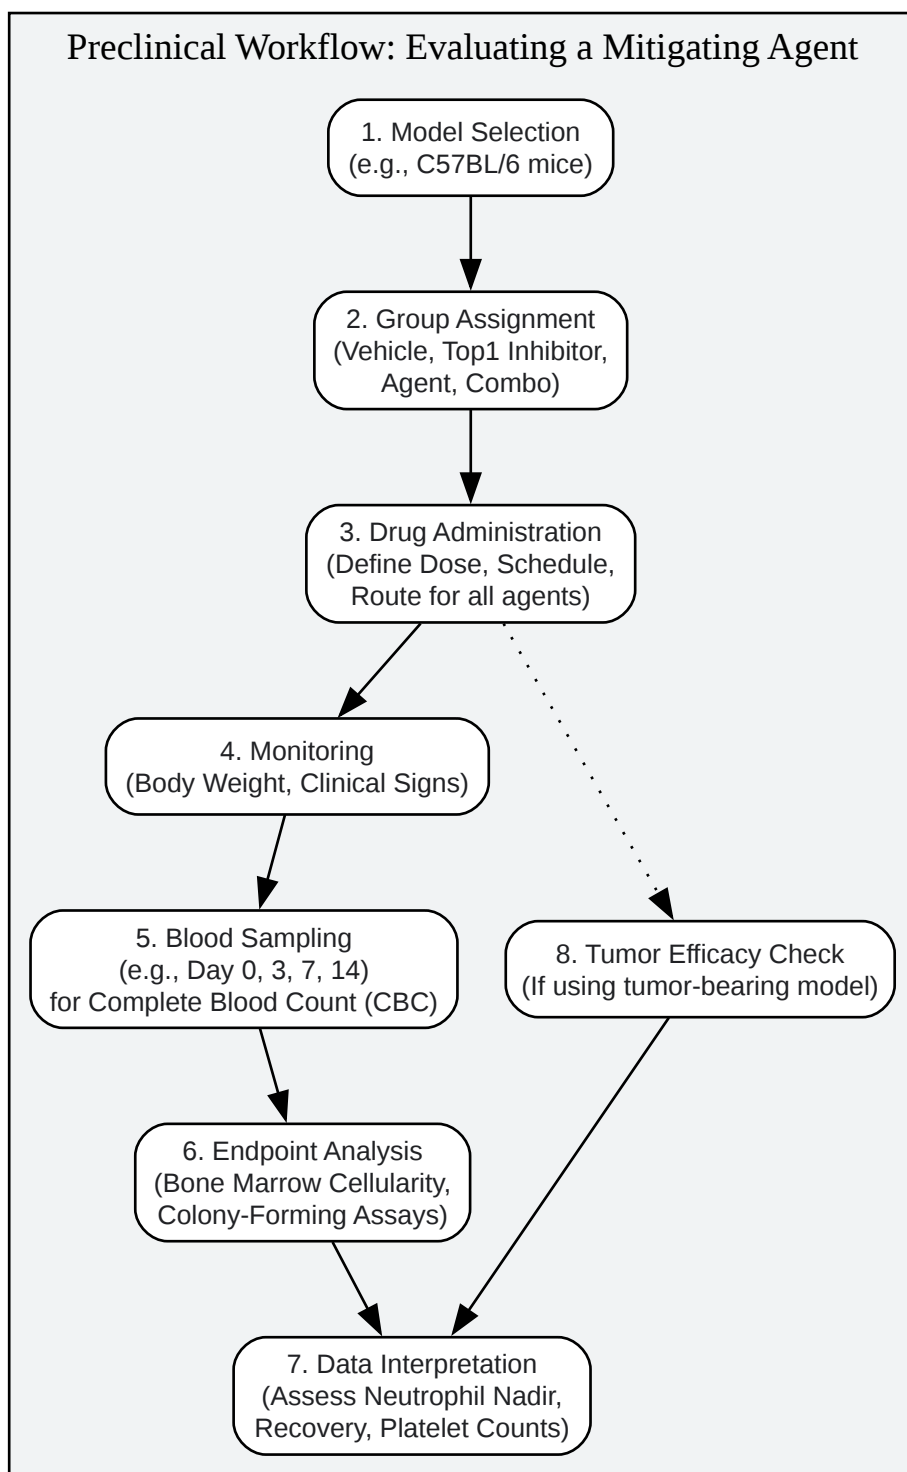 Preclinical Workflow: Evaluating a Mitigating Agent
1. Model Selection
(e.g., C57BL/6 mice)
2. Group Assignment
(Vehicle, Top1 Inhibitor,
Agent, Combo)
3. Drug Administration
(Define Dose, Schedule,
Route for all agents)
4. Monitoring
(Body Weight, Clinical Signs)
5. Blood Sampling
(e.g., Day 0, 3, 7, 14)
for Complete Blood Count (CBC)
8. Tumor Efficacy Check
(If using tumor-bearing model)
6. Endpoint Analysis
(Bone Marrow Cellularity,
Colony-Forming Assays)
7. Data Interpretation
(Assess Neutrophil Nadir,
Recovery, Platelet Counts)